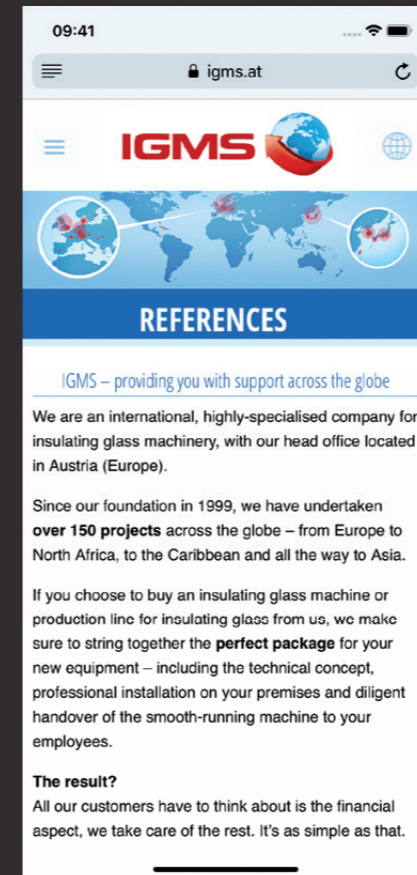 09:41
igms.at
IGMS
REFERENCES
IGMS – providing you with support across the globe
We are an international, highly-specialised company for
insulating glass machinery, with our head office located
in Austria (Europe).
Since our foundation in 1999, we have undertaken
over 150 projects across the globe – from Europe to
North Africa, to the Caribbean and all the way to Asia.
If you choose to buy an insulating glass machine or
production line for insulating glass from us, we make
sure to string together the perfect package for your
new equipment – including the technical concept,
professional installation on your premises and diligent
handover of the smooth-running machine to your
employees.
The result?
All our customers have to think about is the financial
aspect, we take care of the rest. It's as simple as that.